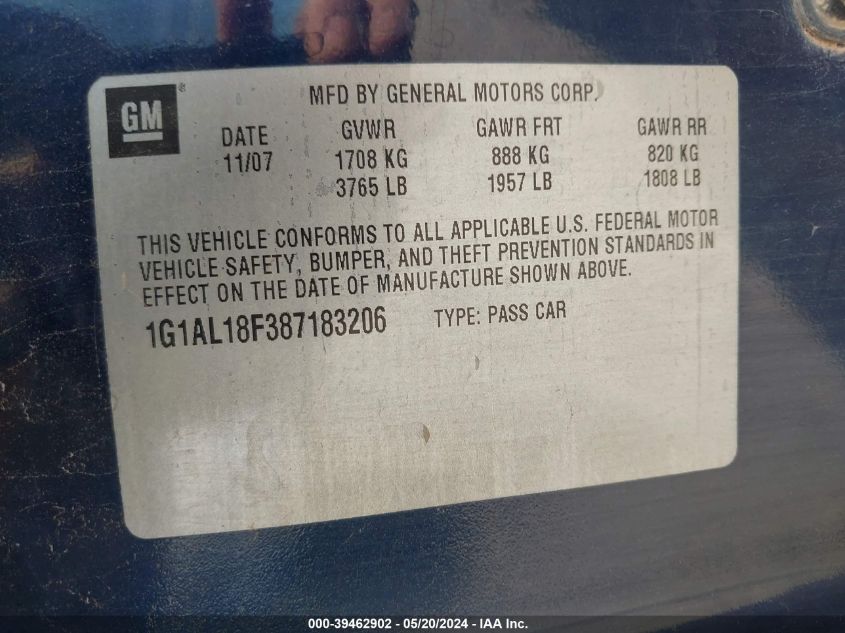 GM ®
MFD BY GENERAL MOTORS CORP.
DATE GVWR GAWR FRT GAWR RR
11/07 1708 KG 888 KG 820 KG
3765 LB 1957 LB 1808 LB
THIS VEHICLE CONFORMS TO ALL APPLICABLE U.S. FEDERAL MOTOR
VEHICLE SAFETY, BUMPER, AND THEFT PREVENTION STANDARDS IN
EFFECT ON THE DATE OF MANUFACTURE SHOWN ABOVE.
1G1AL18F387183206 TYPE: PASS CAR
000-39462902 - 05/20/2024 - IAA Inc.